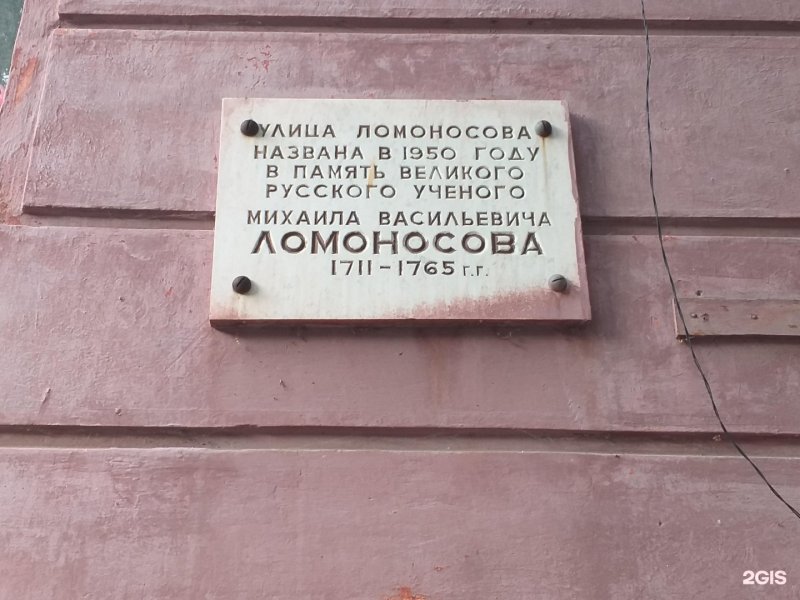 УЛИЦА ЛОМОНОСОВА
НАЗВАНА В 1950 ГОДУ
В ПАМЯТЬ ВЕЛИКОГО
РУССКОГО УЧЕНОГО
МИХАИЛА ВАСИЛЬЕВИЧА
ЛОМОНОСОВА
1711-1765 г.г.
2GIS